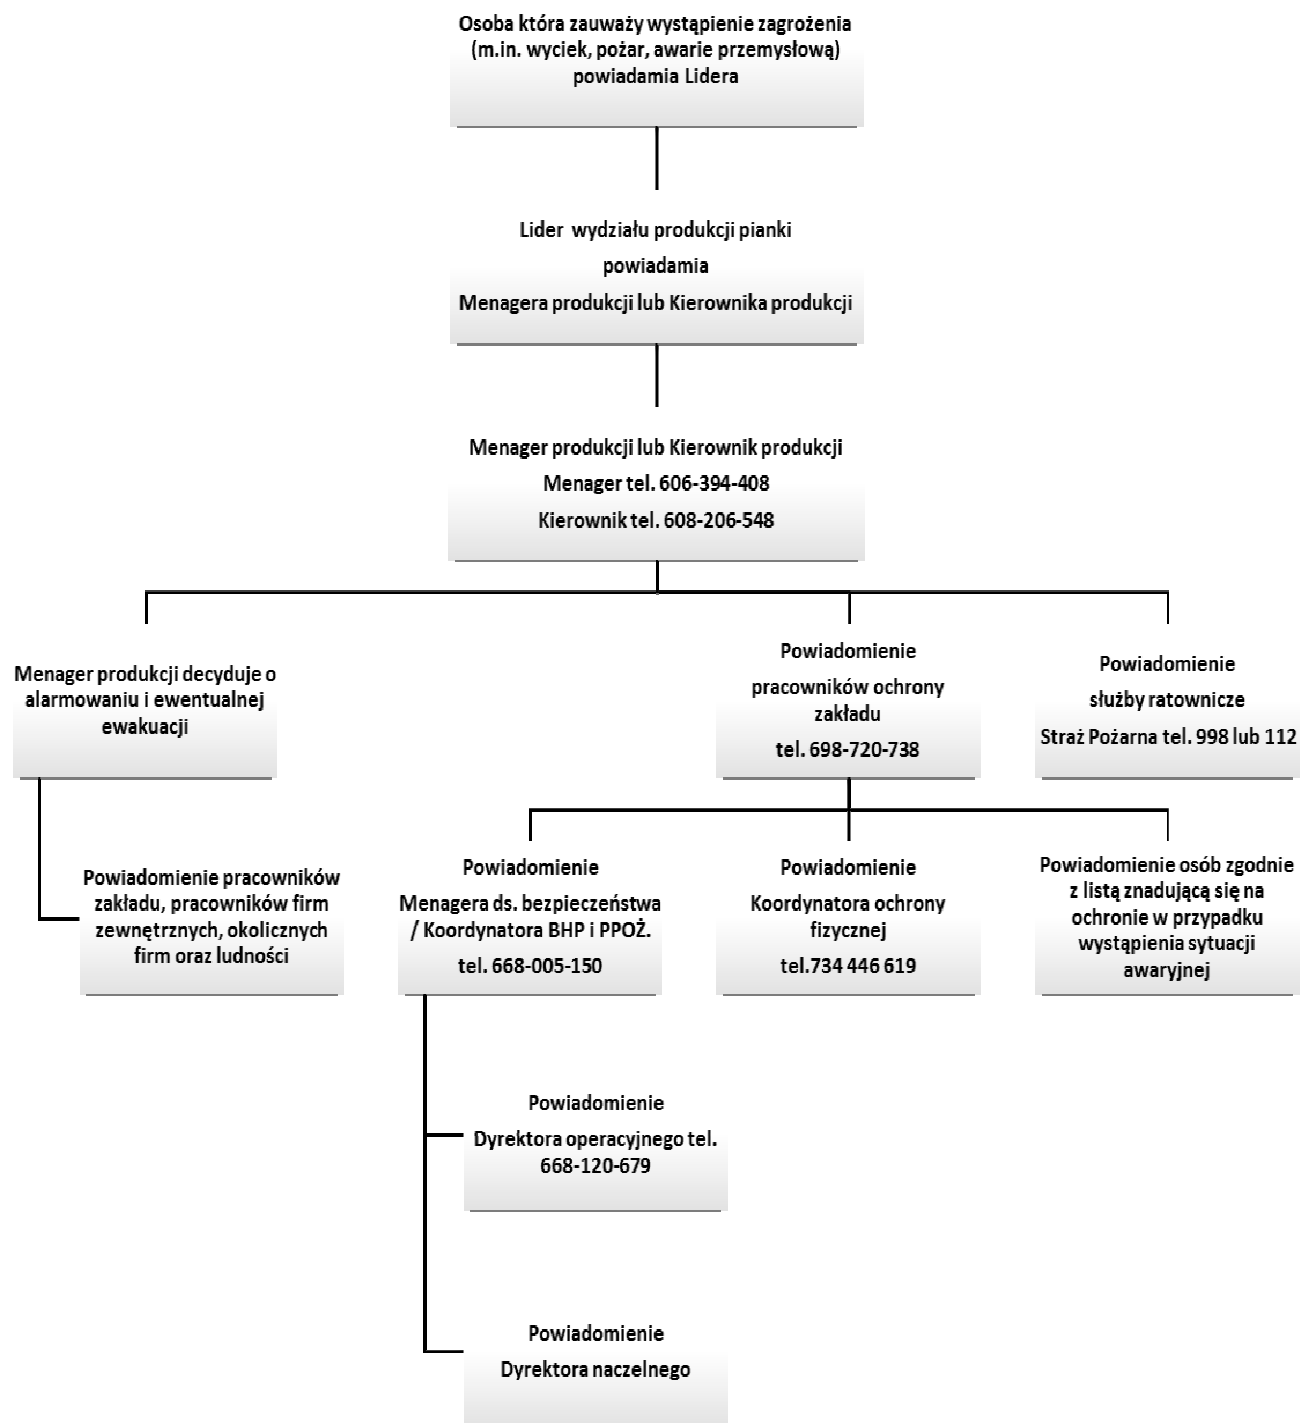 Osoba która zauważy wystąpienie zagrożenia
(m.in. wyciek, pożar, awarie przemysłową)
powiadamia Lidera
Lider wydziału produkcji pianki
powiadamia
Menagera produkcji lub Kierownika produkcji
Menager produkcji lub Kierownik produkcji
Menager tel. 606-394-408
Kierownik tel. 608-206-548
Menager produkcji decyduje o
alarmowaniu i ewentualnej
ewakuacji
Powiadomienie
pracowników ochrony
zakładu
tel. 698-720-738
Powiadomienie
służby ratownicze
Straż Pożarna tel. 998 lub 112
Powiadomienie pracowników
zakładu, pracowników firm
zewnętrznych, okolicznych
firm oraz ludności
Powiadomienie
Menagera ds. bezpieczeństwa
/ Koordynatora BHP i PPOŻ.
tel. 668-005-150
Powiadomienie
Koordynatora ochrony
fizycznej
tel.734 446 619
Powiadomienie osób zgodnie
z listą znadującą się na
ochronie w przypadku
wystąpienia sytuacji
awaryjnej
Powiadomienie
Dyrektora operacyjnego tel.
668-120-679
Powiadomienie
Dyrektora naczelnego